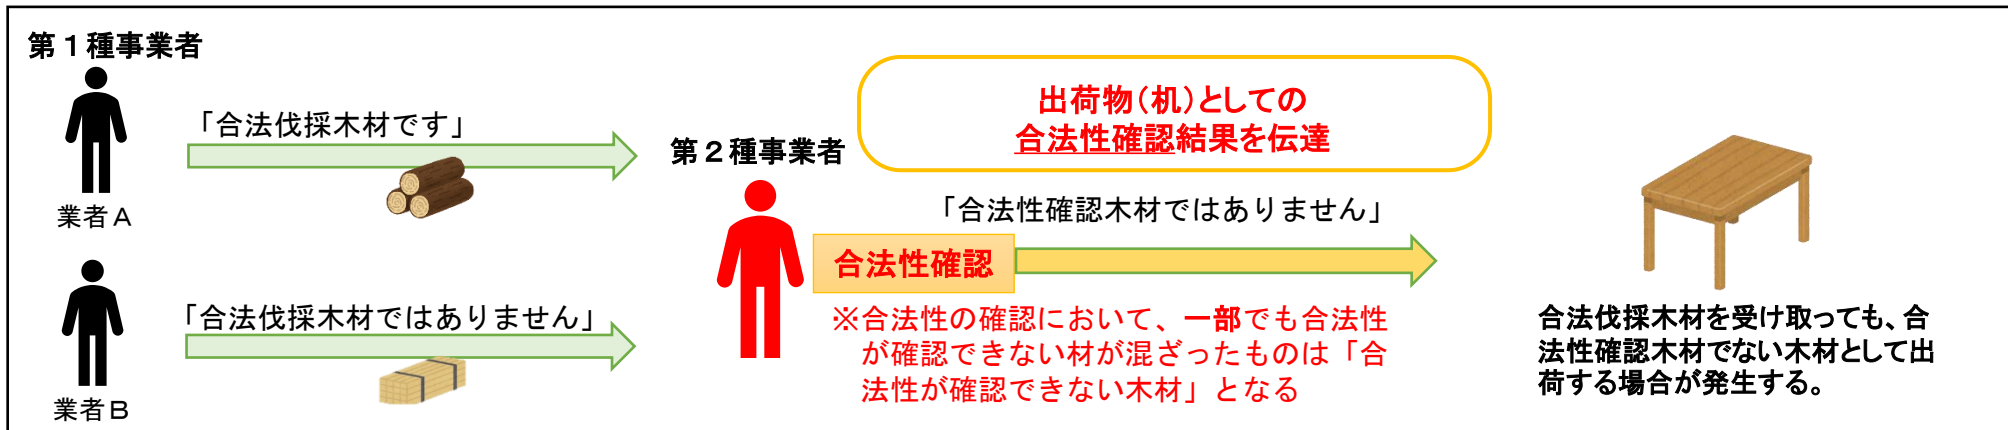 第１種事業者
「合法伐採木材です」
業者Ａ
「合法伐採木材ではありません」
業者Ｂ
第２種事業者
出荷物（机）としての
合法性確認結果を伝達
「合法性確認木材ではありません」
合法性確認
※合法性の確認において、一部でも合法性
が確認できない材が混ざったものは「合
法性が確認できない木材」となる
合法伐採木材を受け取っても、合
法性確認木材でない木材として出
荷する場合が発生する。